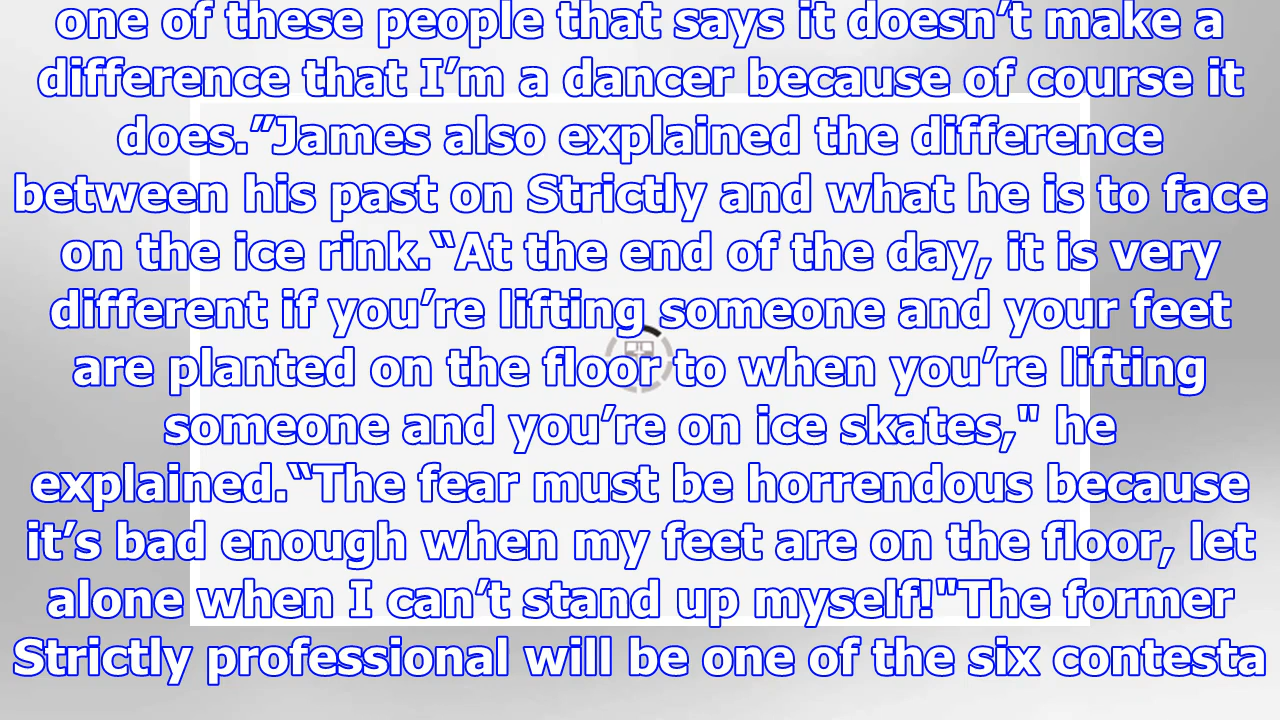 one of these people that says it doesn’t make a
difference that I’m a dancer because of course it
does.”James also explained the difference
between his past on Strictly and what he is to face
on the ice rink.“At the end of the day, it is very
different if you’re lifting someone and your feet
are planted on the floor to when you’re lifting
someone and you’re on ice skates," he
explained.“The fear must be horrendous because
it’s bad enough when my feet are on the floor, let
alone when I can’t stand up myself!"The former
Strictly professional will be one of the six contesta